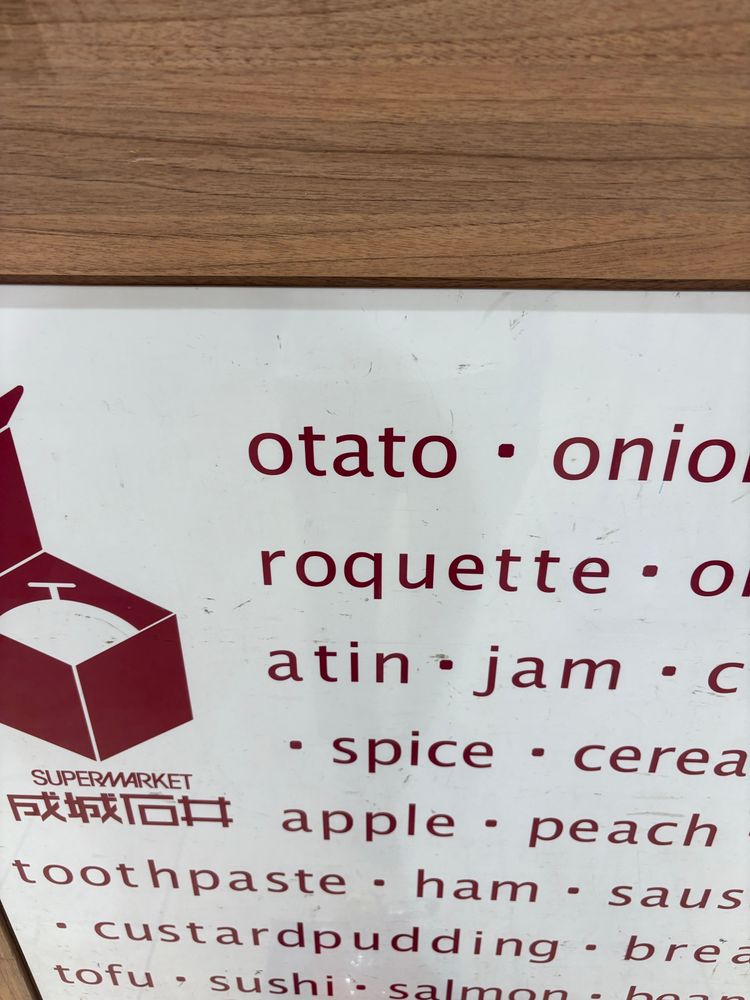 otato · onio
roquette · o
atin · jam · c
· spice · cerea
SUPERMARKET
成城石井
apple · peach ·
toothpaste · ham · saus
· custardpudding · brea
tofu · sushi · salmon · bean